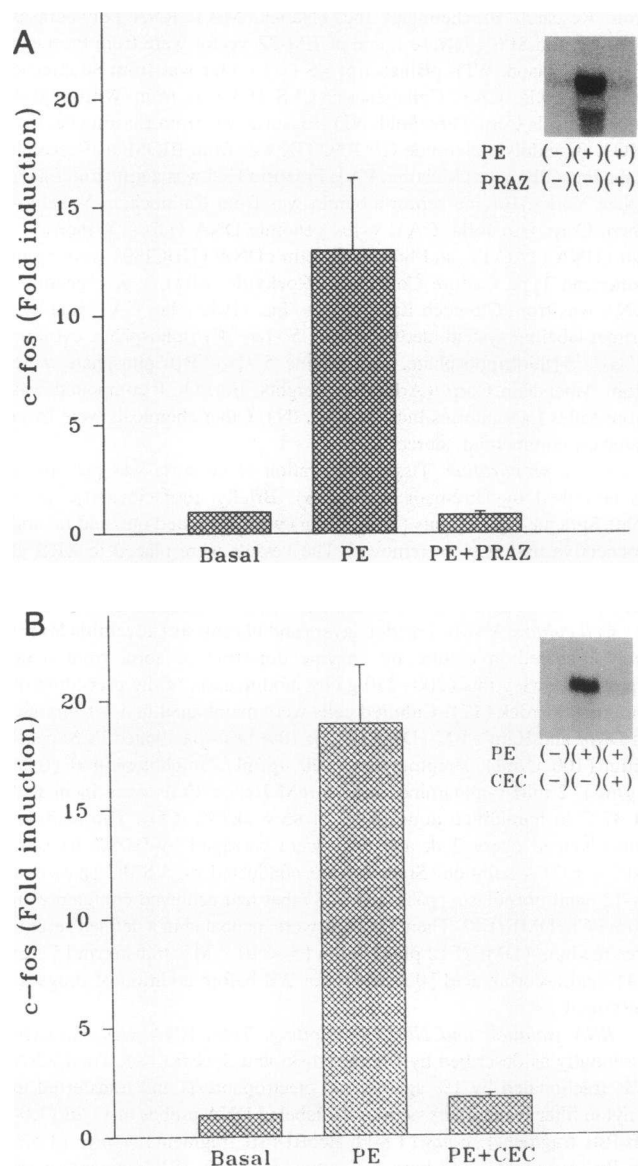 A
c-fos (Fold induction)
20
15
10
5
0
Basal PE PE+PRAZ
PE (-)(+)(+)
PRAZ (-)(-)(+)
B
c-fos (Fold induction)
20
15
10
5
0
Basal PE PE+CEC
PE (-)(+)(+)
CEC (-)(-)(+)